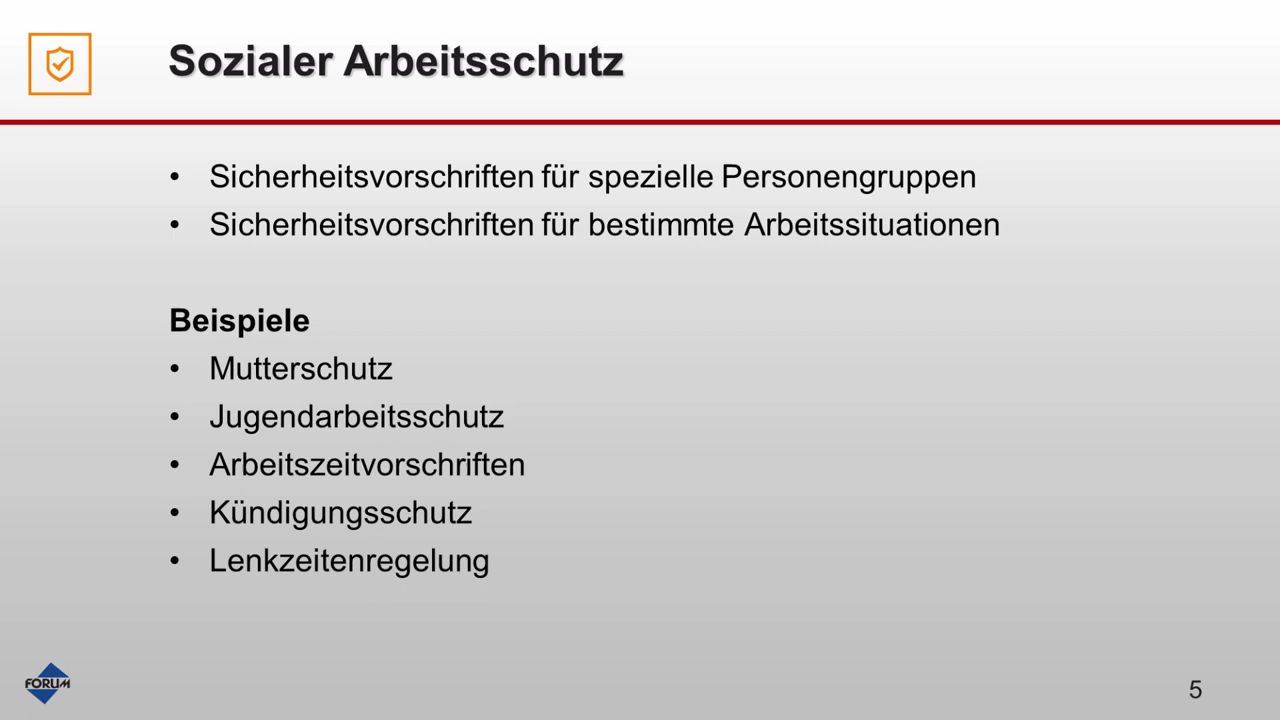 Sozialer Arbeitsschutz
• Sicherheitsvorschriften für spezielle Personengruppen
• Sicherheitsvorschriften für bestimmte Arbeitssituationen
Beispiele
• Mutterschutz
• Jugendarbeitsschutz
• Arbeitszeitvorschriften
• Kündigungsschutz
• Lenkzeitenregelung
FORUM
5